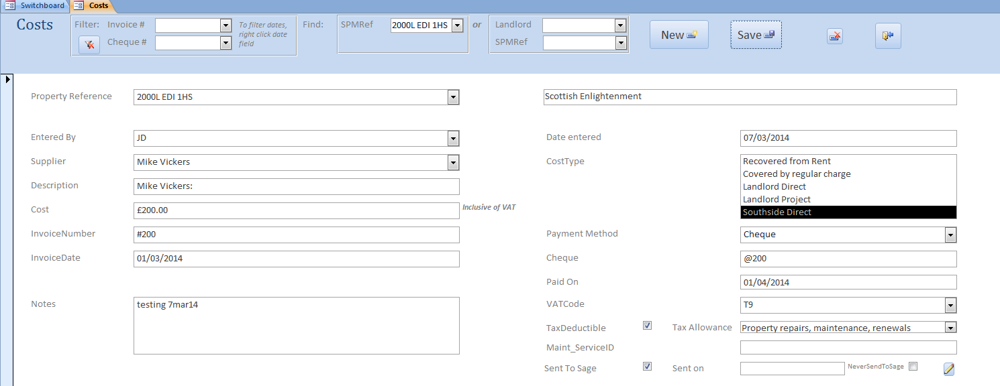 Switchboard
Costs
Costs
Filter:
Invoice #
Cheque #
To filter dates,
right click date
field
Find:
SPMRef
2000L EDI 1HS
or
Landlord
SPMRef
New
Save
Property Reference
2000L EDI 1HS
Scottish Enlightenment
Entered By
JD
Date entered
07/03/2014
Supplier
Mike Vickers
CostType
Recovered from Rent
Covered by regular charge
Landlord Direct
Landlord Project
Southside Direct
Description
Mike Vickers:
Cost
£200.00
Inclusive of VAT
InvoiceNumber
#200
Payment Method
Cheque
InvoiceDate
01/03/2014
Cheque
@200
Paid On
01/04/2014
Notes
testing 7mar14
VATCode
T9
TaxDeductible
Tax Allowance
Property repairs, maintenance, renewals
Maint_ServiceID
Sent To Sage
Sent on
NeverSendToSage